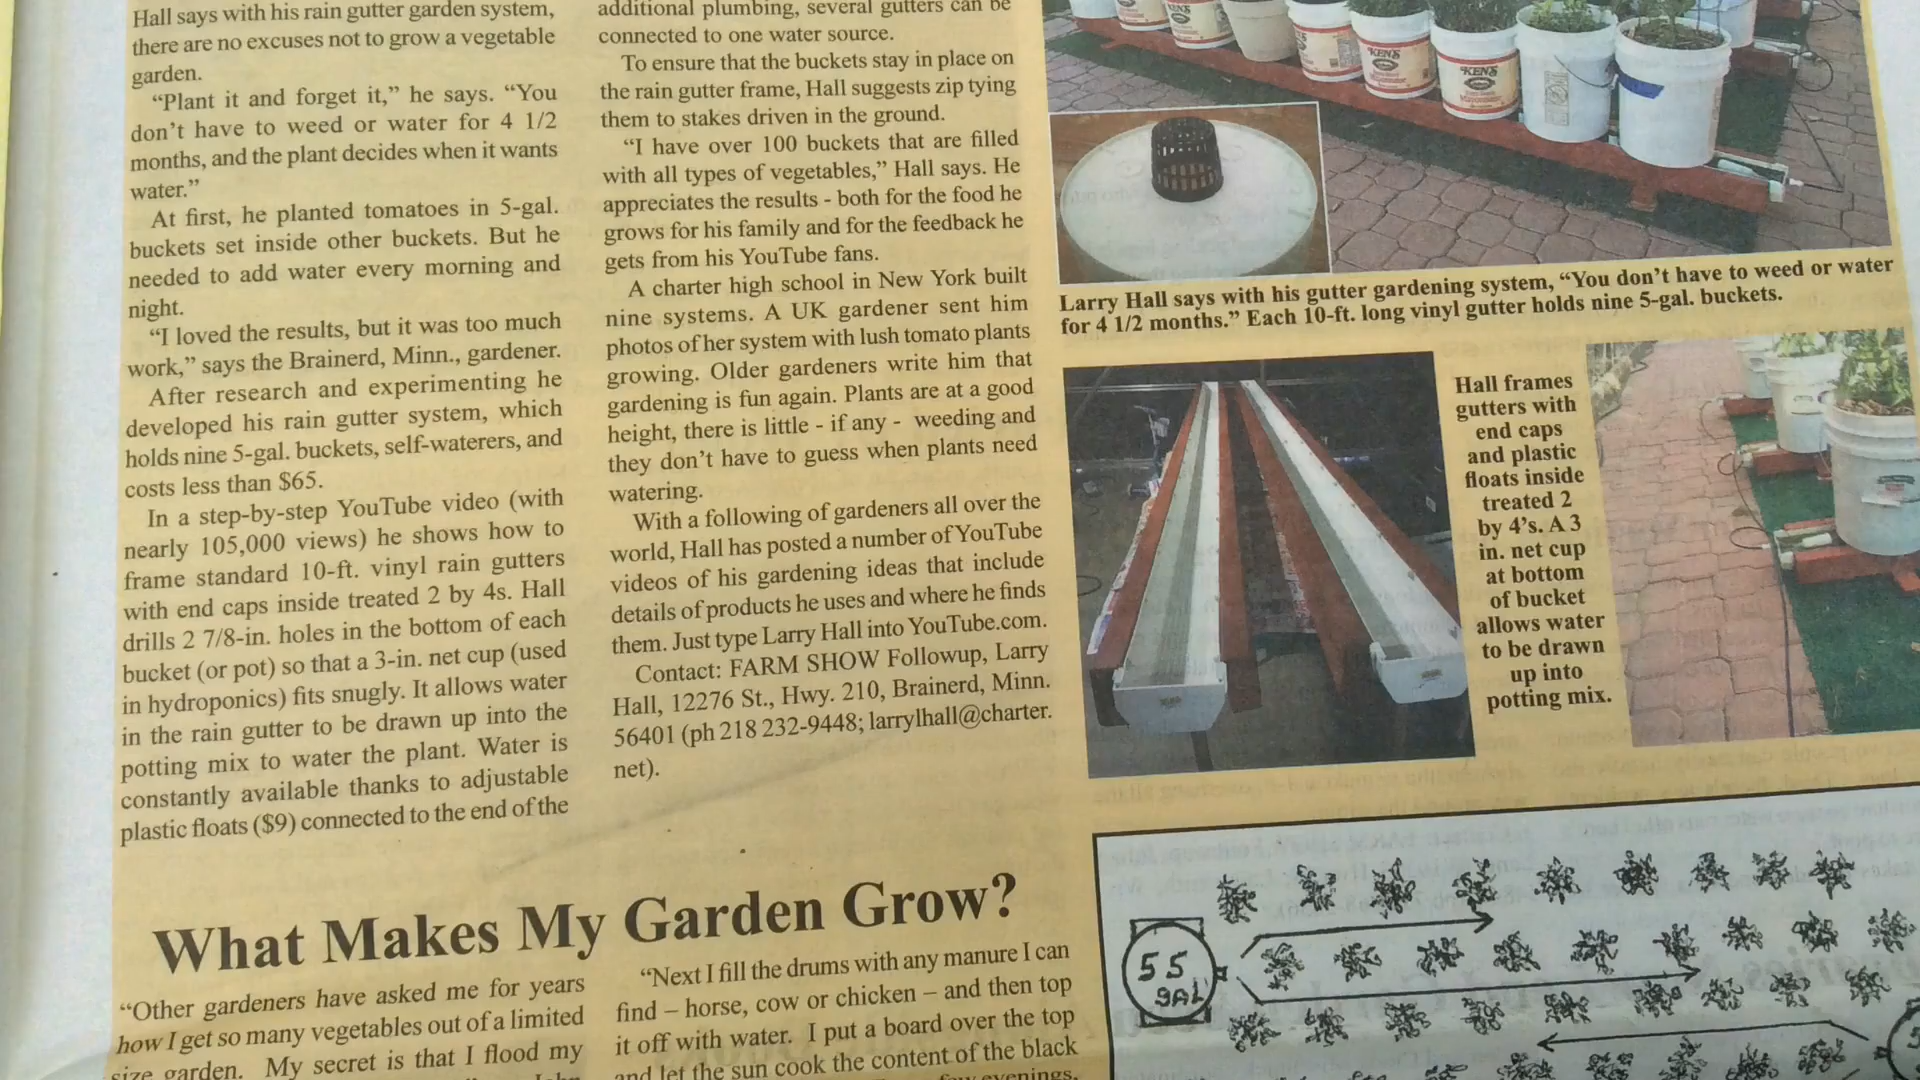 Hall says with his rain gutter garden system,
there are no excuses not to grow a vegetable
garden.
“Plant it and forget it,” he says. “You
don’t have to weed or water for 4 1/2
months, and the plant decides when it wants
water.”
At first, he planted tomatoes in 5-gal.
buckets set inside other buckets. But he
needed to add water every morning and
night.
“I loved the results, but it was too much
work,” says the Brainerd, Minn., gardener.
After research and experimenting he
developed his rain gutter system, which
holds nine 5-gal. buckets, self-waterers, and
costs less than $65.
In a step-by-step YouTube video (with
nearly 105,000 views) he shows how to
frame standard 10-ft. vinyl rain gutters
with end caps inside treated 2 by 4s. Hall
drills 2 7/8-in. holes in the bottom of each
bucket (or pot) so that a 3-in. net cup (used
in hydroponics) fits snugly. It allows water
in the rain gutter to be drawn up into the
potting mix to water the plant. Water is
constantly available thanks to adjustable
plastic floats ($9) connected to the end of the
additional plumbing, several gutters can be
connected to one water source.
To ensure that the buckets stay in place on
the rain gutter frame, Hall suggests zip tying
them to stakes driven in the ground.
“I have over 100 buckets that are filled
with all types of vegetables,” Hall says. He
appreciates the results - both for the food he
grows for his family and for the feedback he
gets from his YouTube fans.
A charter high school in New York built
nine systems. A UK gardener sent him
photos of her system with lush tomato plants
growing. Older gardeners write him that
gardening is fun again. Plants are at a good
height, there is little - if any - weeding and
they don’t have to guess when plants need
watering.
With a following of gardeners all over the
world, Hall has posted a number of YouTube
videos of his gardening ideas that include
details of products he uses and where he finds
them. Just type Larry Hall into YouTube.com.
Contact: FARM SHOW Followup, Larry
Hall, 12276 St., Hwy. 210, Brainerd, Minn.
56401 (ph 218 232-9448; larrylhall@charter.
net).
KEN'S
KEN'S
Larry Hall says with his gutter gardening system, “You don’t have to weed or water
for 4 1/2 months.” Each 10-ft. long vinyl gutter holds nine 5-gal. buckets.
Hall frames
gutters with
end caps
and plastic
floats inside
treated 2
by 4’s. A 3
in. net cup
at bottom
of bucket
allows water
to be drawn
up into
potting mix.
What Makes My Garden Grow?
“Other gardeners have asked me for years
how I get so many vegetables out of a limited
size garden. My secret is that I flood my
“Next I fill the drums with any manure I can
find – horse, cow or chicken – and then top
it off with water. I put a board over the top
and let the sun cook the content of the black
evenings,
55
GAL